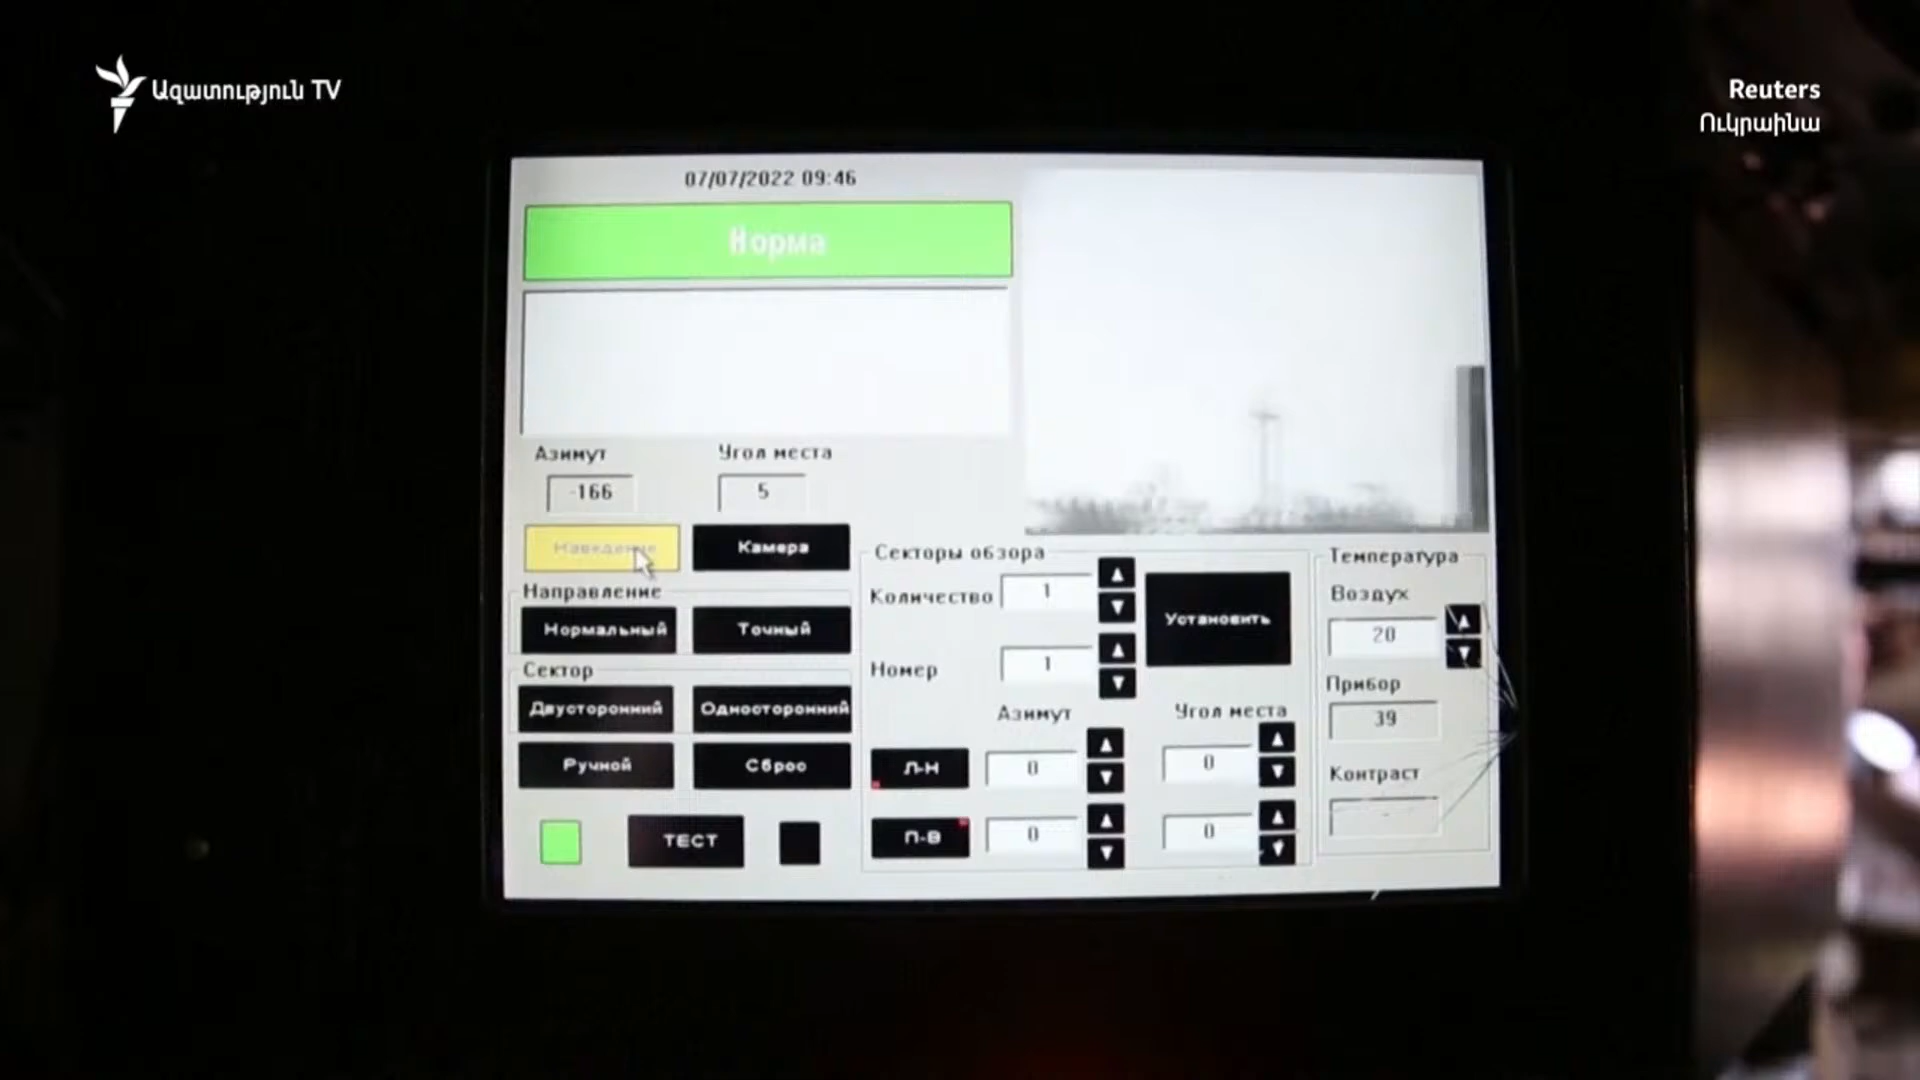 Ազատություն TV
Reuters
Ուկրաինա
07/07/2022 09:46
Норма
Азимут
Угол места
-166
5
Наведение
Камера
Направление
Нормальный
Точный
Сектор
Двусторонний
Односторонний
Ручной
Сброс
ТЕСТ
Секторы обзора
Количество
1
Номер
1
Установить
Азимут
Угол места
Л-Н
0
0
П-В
0
0
Температура
Воздух
20
Прибор
39
Контраст
-